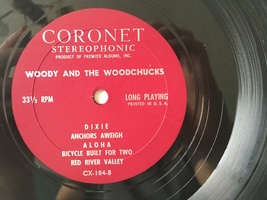 CORONET
STEREOPHONIC
PRODUCT OF PREMIER ALBUMS, INC.
WOODY AND THE WOODCHUCKS
33⅓ RPM
LONG PLAYING
PRINTED IN U.S.A.
DIXIE
ANCHORS AWEIGH
ALOHA
BICYCLE BUILT FOR TWO
RED RIVER VALLEY
CX-184-B